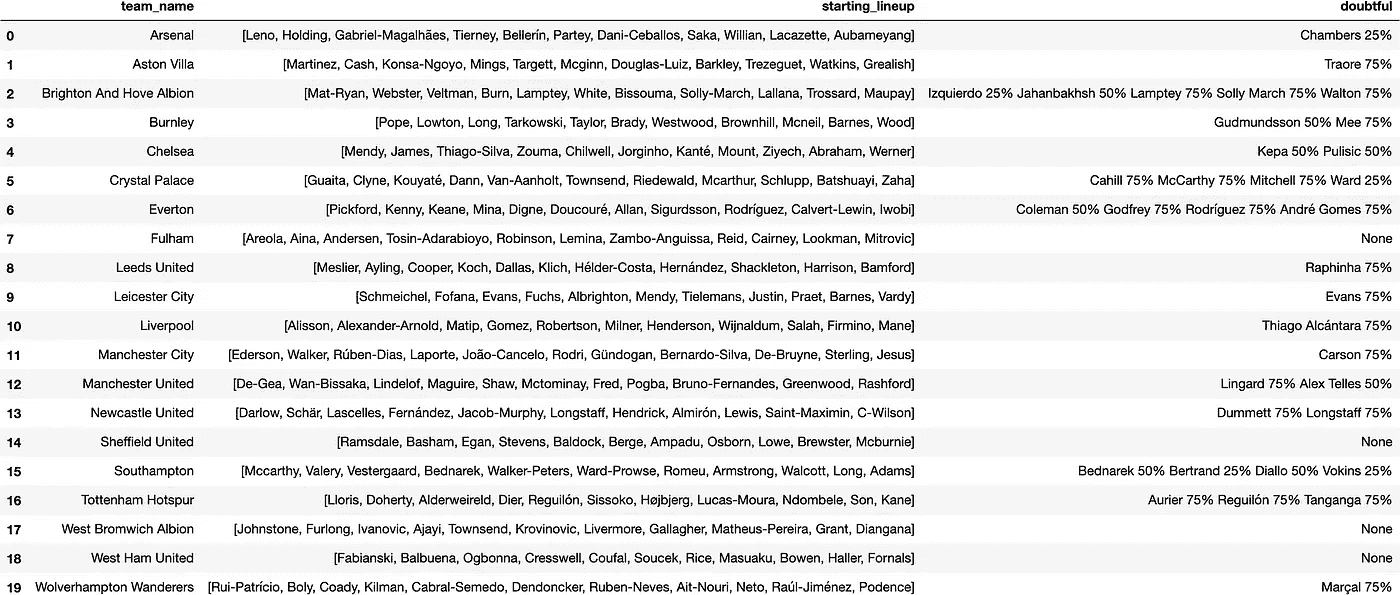 team_name starting_lineup doubtful
0 Arsenal [Leno, Holding, Gabriel-Magalhães, Tierney, Bellerín, Partey, Dani-Ceballos, Saka, Willian, Lacazette, Aubameyang] Chambers 25%
1 Aston Villa [Martinez, Cash, Konsa-Ngoyo, Mings, Targett, Mcginn, Douglas-Luiz, Barkley, Trezeguet, Watkins, Grealish] Traore 75%
2 Brighton And Hove Albion [Mat-Ryan, Webster, Veltman, Burn, Lamptey, White, Bissouma, Solly-March, Lallana, Trossard, Maupay] Izquierdo 25% Jahanbakhsh 50% Lamptey 75% Solly March 75% Walton 75%
3 Burnley [Pope, Lowton, Long, Tarkowski, Taylor, Brady, Westwood, Brownhill, Mcneil, Barnes, Wood] Gudmundsson 50% Mee 75%
4 Chelsea [Mendy, James, Thiago-Silva, Zouma, Chilwell, Jorginho, Kanté, Mount, Ziyech, Abraham, Werner] Kepa 50% Pulisic 50%
5 Crystal Palace [Guaita, Clyne, Kouyaté, Dann, Van-Aanholt, Townsend, Riedewald, Mcarthur, Schlupp, Batshuayi, Zaha] Cahill 75% McCarthy 75% Mitchell 75% Ward 25%
6 Everton [Pickford, Kenny, Keane, Mina, Digne, Doucouré, Allan, Sigurdsson, Rodríguez, Calvert-Lewin, Iwobi] Coleman 50% Godfrey 75% Rodríguez 75% André Gomes 75%
7 Fulham [Areola, Aina, Andersen, Tosin-Adarabioyo, Robinson, Lemina, Zambo-Anguissa, Reid, Cairney, Lookman, Mitrovic] None
8 Leeds United [Meslier, Ayling, Cooper, Koch, Dallas, Klich, Hélder-Costa, Hernández, Shackleton, Harrison, Bamford] Raphinha 75%
9 Leicester City [Schmeichel, Fofana, Evans, Fuchs, Albrighton, Mendy, Tielemans, Justin, Praet, Barnes, Vardy] Evans 75%
10 Liverpool [Alisson, Alexander-Arnold, Matip, Gomez, Robertson, Milner, Henderson, Wijnaldum, Salah, Firmino, Mane] Thiago Alcántara 75%
11 Manchester City [Ederson, Walker, Rúben-Dias, Laporte, João-Cancelo, Rodri, Gündogan, Bernardo-Silva, De-Bruyne, Sterling, Jesus] Carson 75%
12 Manchester United [De-Gea, Wan-Bissaka, Lindelof, Maguire, Shaw, Mctominay, Fred, Pogba, Bruno-Fernandes, Greenwood, Rashford] Lingard 75% Alex Telles 50%
13 Newcastle United [Darlow, Schär, Lascelles, Fernández, Jacob-Murphy, Longstaff, Hendrick, Almirón, Lewis, Saint-Maximin, C-Wilson] Dummett 75% Longstaff 75%
14 Sheffield United [Ramsdale, Basham, Egan, Stevens, Baldock, Berge, Ampadu, Osborn, Lowe, Brewster, Mcburnie] None
15 Southampton [Mccarthy, Valery, Vestergaard, Bednarek, Walker-Peters, Ward-Prowse, Romeu, Armstrong, Walcott, Long, Adams] Bednarek 50% Bertrand 25% Diallo 50% Vokins 25%
16 Tottenham Hotspur [Lloris, Doherty, Alderweireld, Dier, Reguilón, Sissoko, Højbjerg, Lucas-Moura, Ndombele, Son, Kane] Aurier 75% Reguilón 75% Tanganga 75%
17 West Bromwich Albion [Johnstone, Furlong, Ivanovic, Ajayi, Townsend, Krovinovic, Livermore, Gallagher, Matheus-Pereira, Grant, Diangana] None
18 West Ham United [Fabianski, Balbuena, Ogbonna, Cresswell, Coufal, Soucek, Rice, Masuaku, Bowen, Haller, Fornals] None
19 Wolverhampton Wanderers [Rui-Patrício, Boly, Coady, Kilman, Cabral-Semedo, Dendoncker, Ruben-Neves, Ait-Nouri, Neto, Raúl-Jiménez, Podence] Marçal 75%